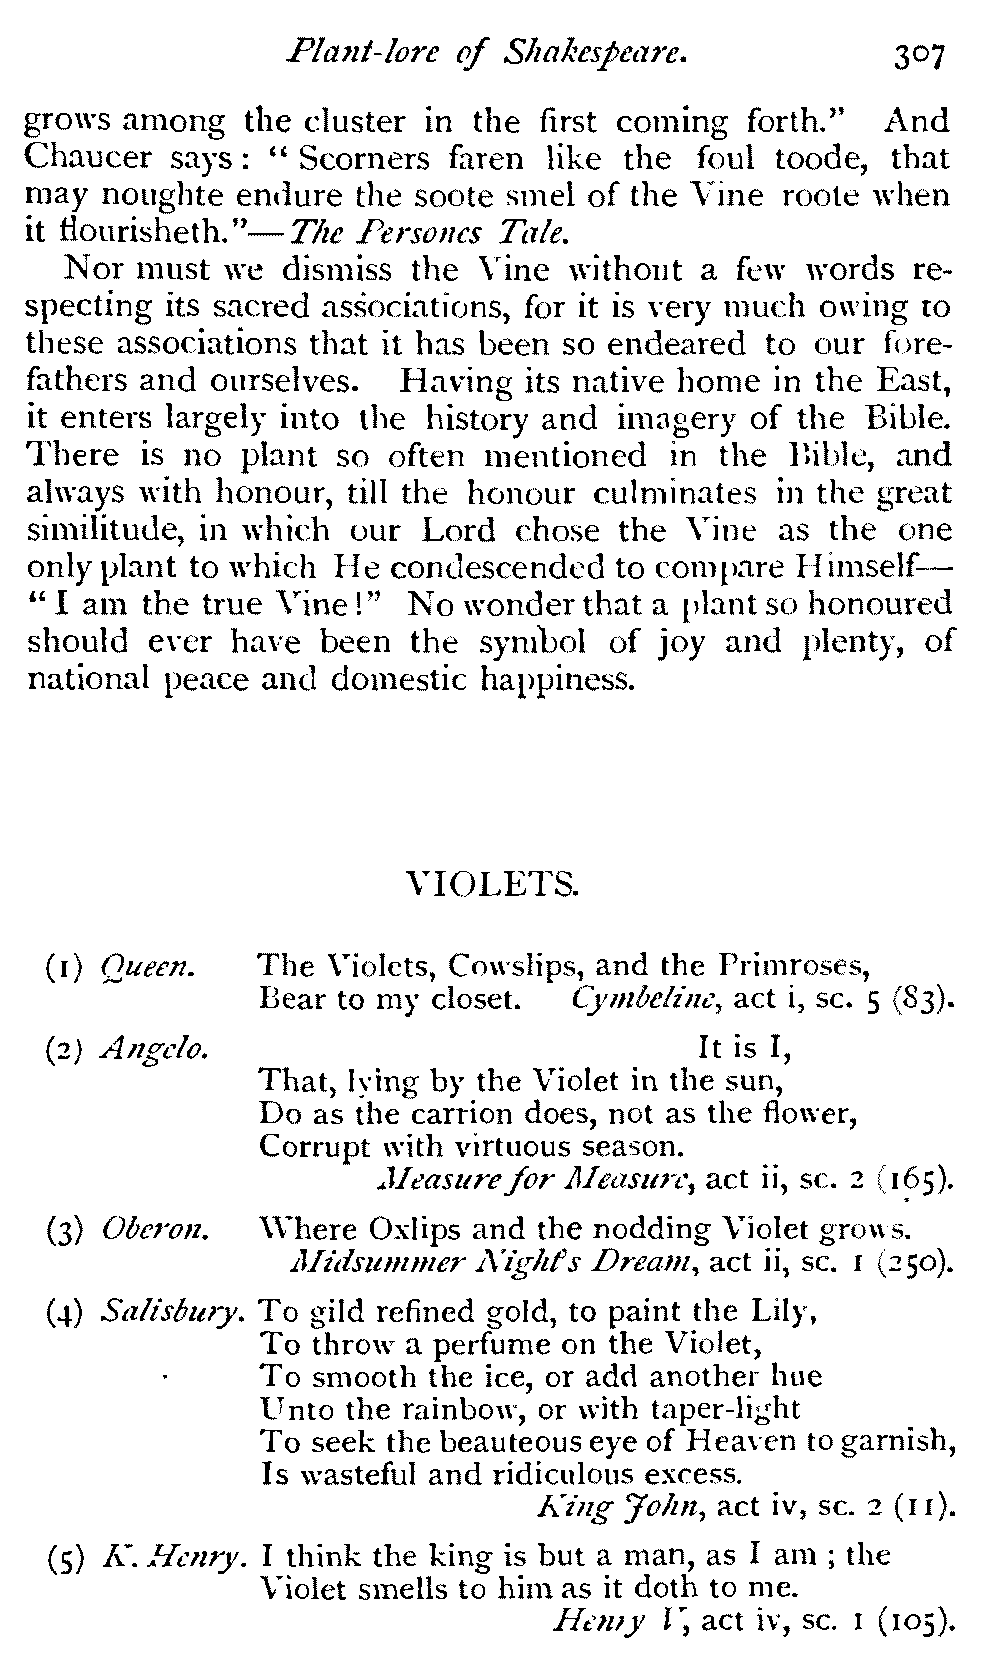 Plant-lore of Shakespeare. 307
grows among the cluster in the first coming forth." And
Chaucer says: "Scorners faren like the foul toode, that
may noughte endure the soote smel of the Vine roote when
it flourisheth."—The Persones Tale.
Nor must we dismiss the Vine without a few words re-
specting its sacred associations, for it is very much owing to
these associations that it has been so endeared to our fore-
fathers and ourselves. Having its native home in the East,
it enters largely into the history and imagery of the Bible.
There is no plant so often mentioned in the Bible, and
always with honour, till the honour culminates in the great
similitude, in which our Lord chose the Vine as the one
only plant to which He condescended to compare Himself—
"I am the true Vine!" No wonder that a plant so honoured
should ever have been the symbol of joy and plenty, of
national peace and domestic happiness.
VIOLETS.
(1) Queen. The Violets, Cowslips, and the Primroses,
Bear to my closet. Cymbeline, act i, sc. 5 (83).
(2) Angelo. It is I,
That, lying by the Violet in the sun,
Do as the carrion does, not as the flower,
Corrupt with virtuous season.
Measure for Measure, act ii, sc. 2 (165).
(3) Oberon. Where Oxlips and the nodding Violet grows.
Midsummer Night's Dream, act ii, sc. 1 (250).
(4) Salisbury. To gild refined gold, to paint the Lily,
To throw a perfume on the Violet,
To smooth the ice, or add another hue
Unto the rainbow, or with taper-light
To seek the beauteous eye of Heaven to garnish,
Is wasteful and ridiculous excess.
King John, act iv, sc. 2 (11).
(5) K. Henry. I think the king is but a man, as I am; the
Violet smells to him as it doth to me.
Henry V, act iv, sc. 1 (105).